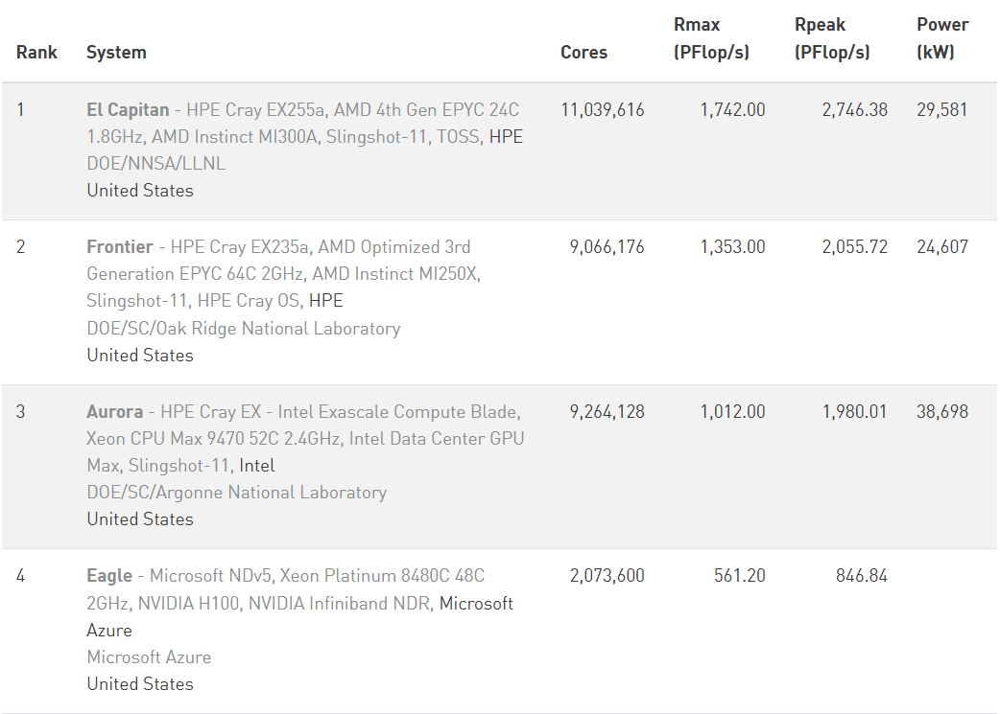 Rank System Cores Rmax (PFlop/s) Rpeak (PFlop/s) Power (kW)
1 El Capitan - HPE Cray EX255a, AMD 4th Gen EPYC 24C 11,039,616 1,742.00 2,746.38 29,581
1.8GHz, AMD Instinct MI300A, Slingshot-11, TOSS, HPE
DOE/NNSA/LLNL
United States
2 Frontier - HPE Cray EX235a, AMD Optimized 3rd 9,066,176 1,353.00 2,055.72 24,607
Generation EPYC 64C 2GHz, AMD Instinct MI250X,
Slingshot-11, HPE Cray OS, HPE
DOE/SC/Oak Ridge National Laboratory
United States
3 Aurora - HPE Cray EX - Intel Exascale Compute Blade, 9,264,128 1,012.00 1,980.01 38,698
Xeon CPU Max 9470 52C 2.4GHz, Intel Data Center GPU
Max, Slingshot-11, Intel
DOE/SC/Argonne National Laboratory
United States
4 Eagle - Microsoft NDv5, Xeon Platinum 8480C 48C 2,073,600 561.20 846.84
2GHz, NVIDIA H100, NVIDIA Infiniband NDR, Microsoft
Azure
Microsoft Azure
United States